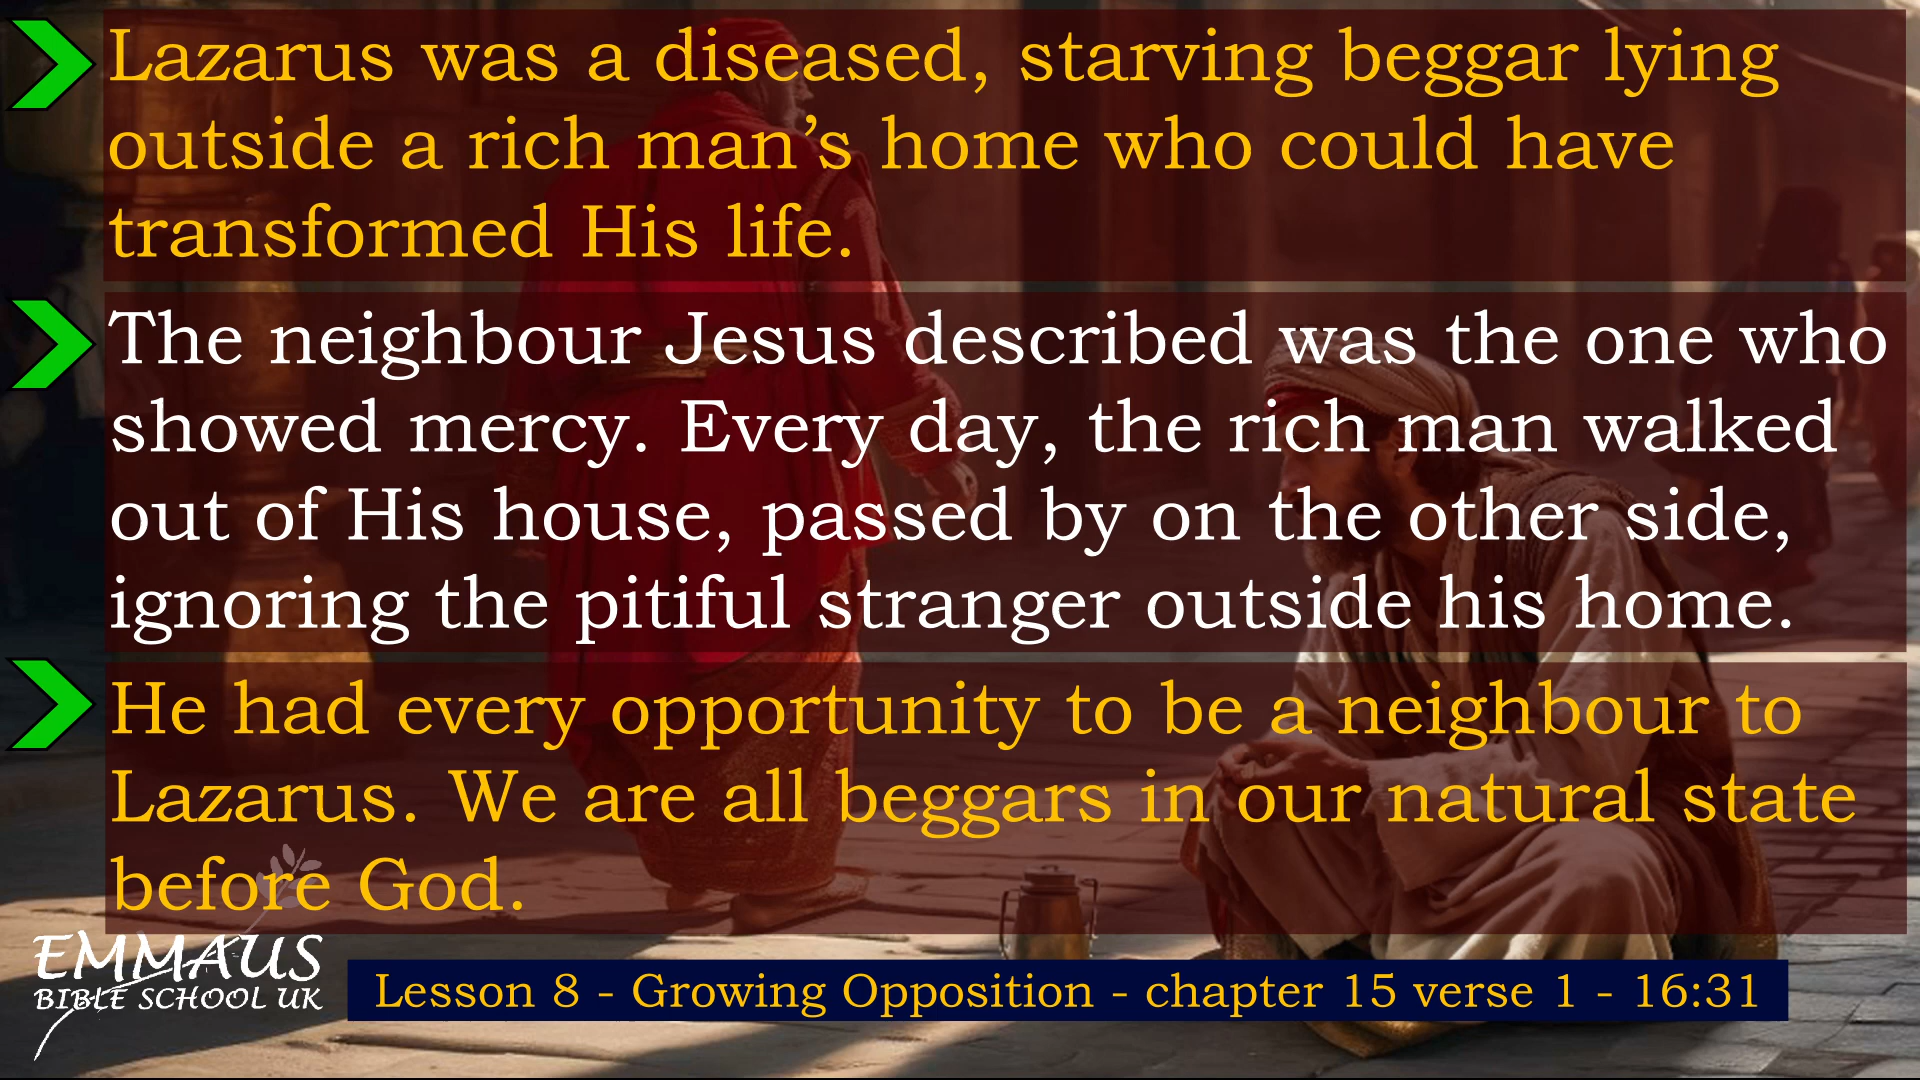 Lazarus was a diseased, starving beggar lying
outside a rich man’s home who could have
transformed His life.
The neighbour Jesus described was the one who
showed mercy. Every day, the rich man walked
out of His house, passed by on the other side,
ignoring the pitiful stranger outside his home.
He had every opportunity to be a neighbour to
Lazarus. We are all beggars in our natural state
before God.
EMMAUS
BIBLE SCHOOL UK
Lesson 8 - Growing Opposition - chapter 15 verse 1 - 16:31